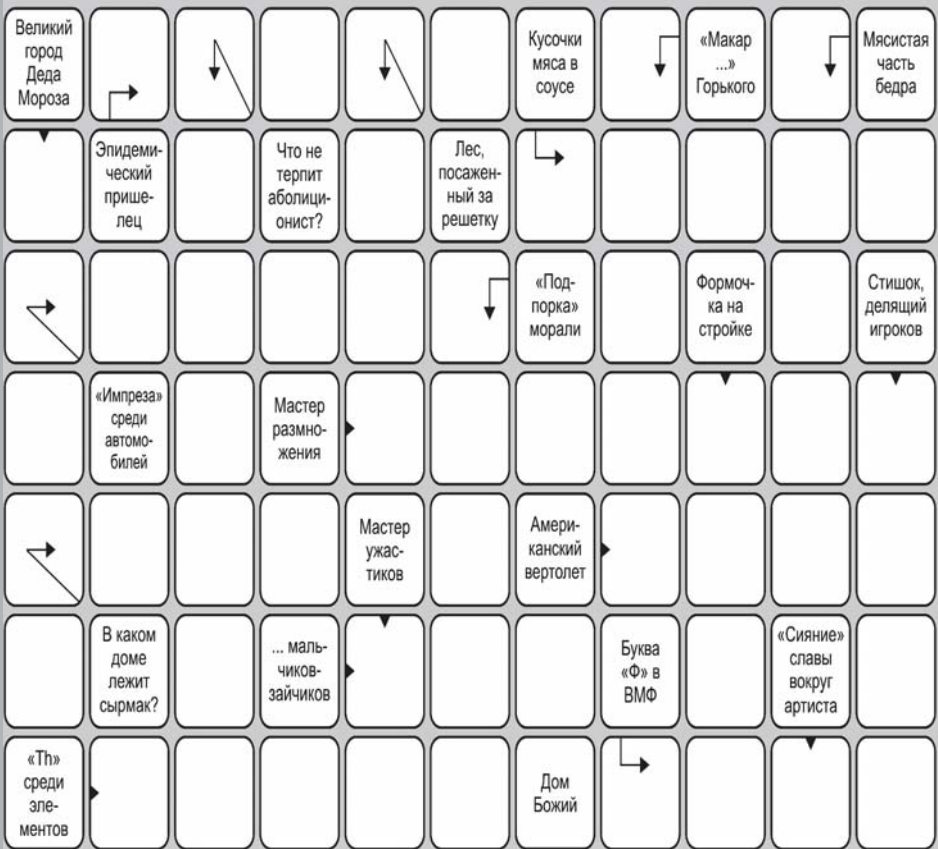 Великий
город
Деда
Мороза
Кусочки
мяса в
соусе
«Макар
...»
Горького
Мясистая
часть
бедра
Эпидеми-
ческий
прише-
лец
Что не
терпит
аболици-
онист?
Лес,
посажен-
ный за
решетку
«Под-
порка»
морали
Формоч-
ка на
стройке
Стишок,
делящий
игроков
«Импреза»
среди
автомо-
билей
Мастер
размно-
жения
Мастер
ужас-
тиков
Амери-
канский
вертолет
В каком
доме
лежит
сырмак?
... маль-
чиков-
зайчиков
Буква
«Ф» в
ВМФ
«Сияние»
славы
вокруг
артиста
«Th»
среди
эле-
ментов
Дом
Божий